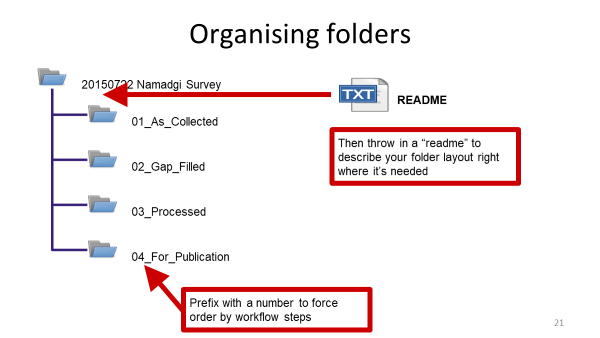 Organising folders
20150722 Namadgi Survey
TXT
README
01_As_Collected
Then throw in a “readme” to
describe your folder layout right
where it’s needed
02_Gap_Filled
03_Processed
04_For_Publication
Prefix with a number to force
order by workflow steps
21